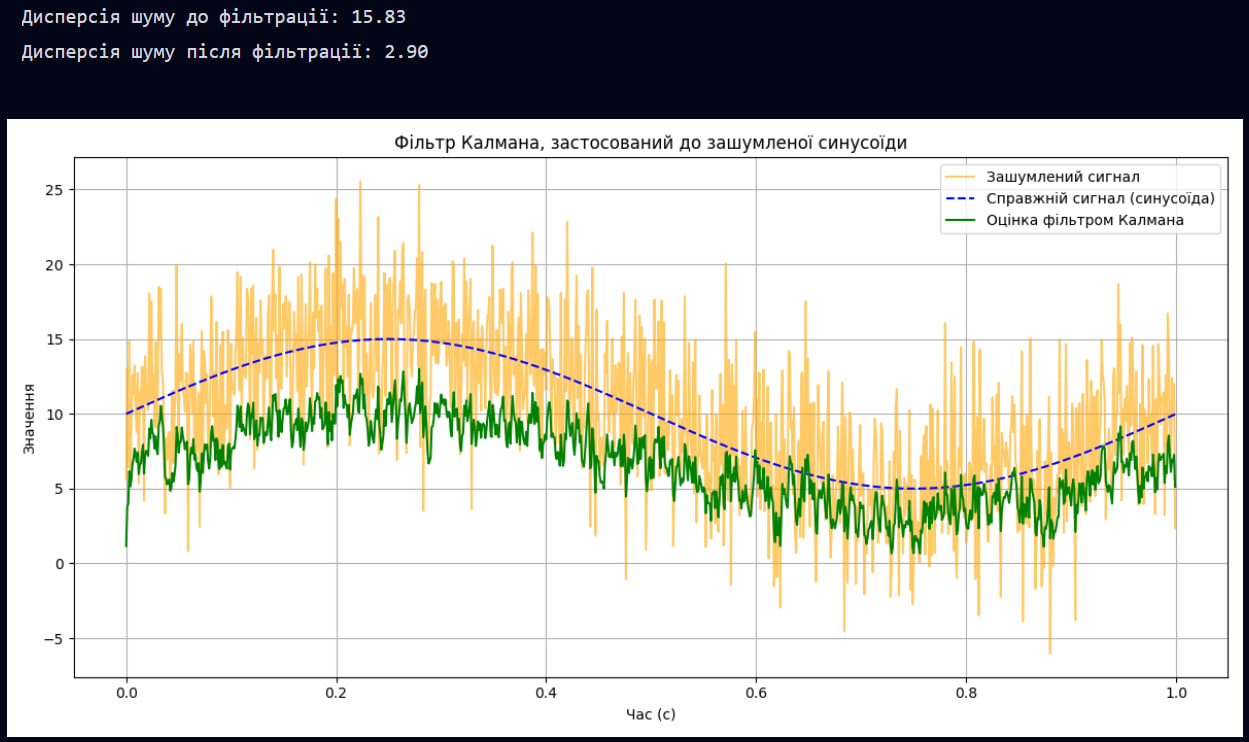 Дисперсія шуму до фільтрації: 15.83
Дисперсія шуму після фільтрації: 2.90
Фільтр Калмана, застосований до зашумленої синусоїди
Зашумлений сигнал
Справжній сигнал (синусоїда)
Оцінка фільтром Калмана
Значення
25
20
15
10
5
0
−5
0.0 0.2 0.4 0.6 0.8 1.0
Час (с)